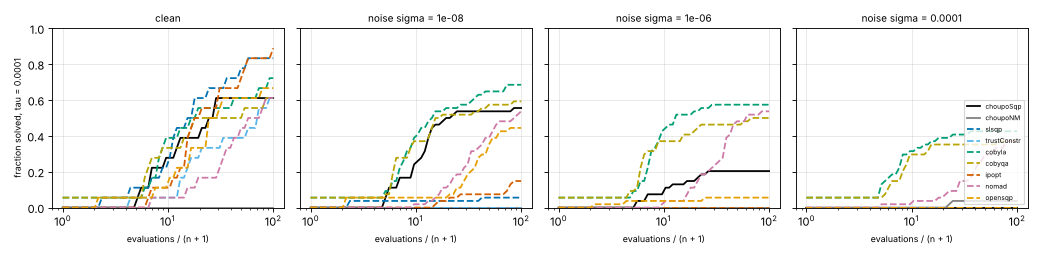 clean
noise sigma = 1e-08
noise sigma = 1e-06
noise sigma = 0.0001
fraction solved, tau = 0.0001
1.0
0.8
0.6
0.4
0.2
0.0
10^0
10^1
10^2
10^0
10^1
10^2
10^0
10^1
10^2
10^0
10^1
10^2
evaluations / (n + 1)
evaluations / (n + 1)
evaluations / (n + 1)
evaluations / (n + 1)
choupoSqp
choupoNM
slsqp
trustConstr
cobyla
cobyqa
ipopt
nomad
opensqp